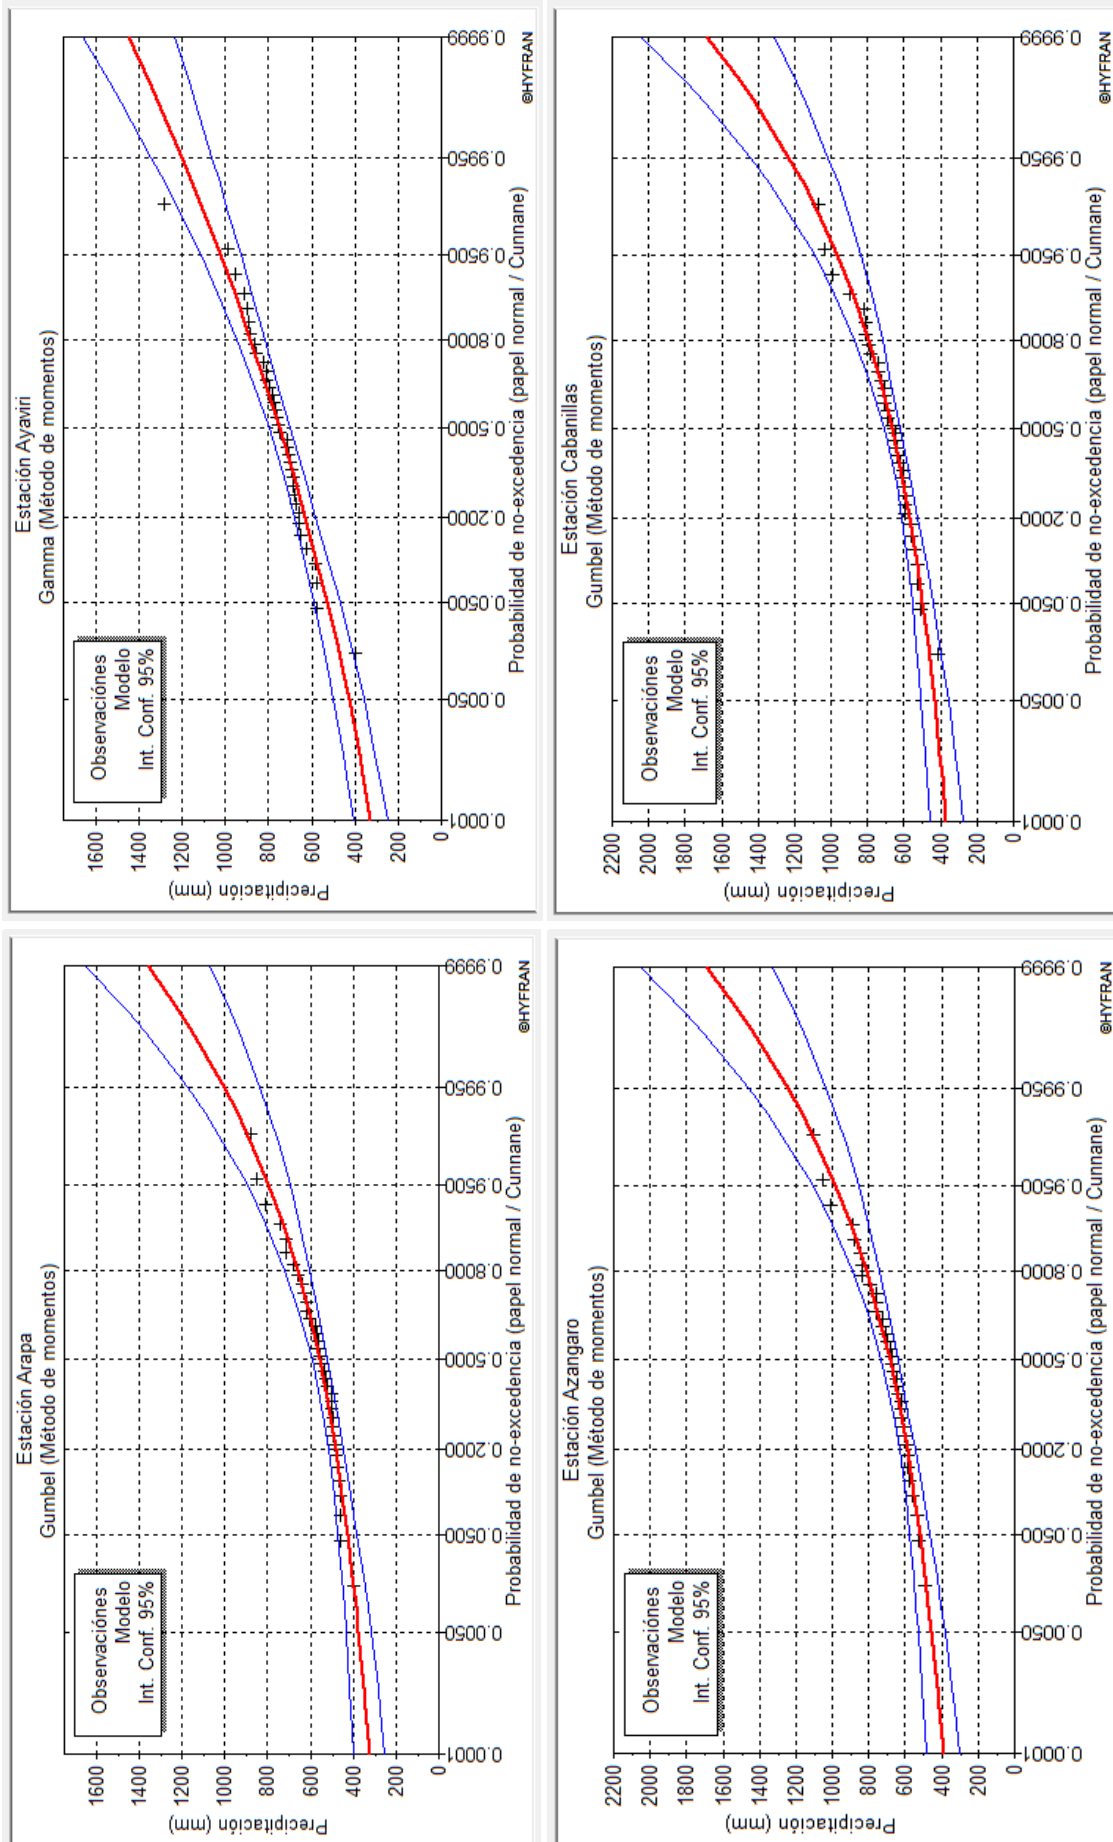 Estación Arapa
Gumbel (Método de momentos)
Observaciónes
Modelo
Int. Conf. 95%
Precipitación (mm)
1600
1400
1200
1000
800
600
400
200
0
0.0001
0.0050
0.0500
0.2000
0.5000
0.8000
0.9500
0.9950
0.9999
Probabilidad de no-excedencia (papel normal / Cunnane)
©HYFRAN
Estación Ayaviri
Gamma (Método de momentos)
Observaciónes
Modelo
Int. Conf. 95%
Precipitación (mm)
1600
1400
1200
1000
800
600
400
200
0
0.0001
0.0050
0.0500
0.2000
0.5000
0.8000
0.9500
0.9950
0.9999
Probabilidad de no-excedencia (papel normal / Cunnane)
©HYFRAN
Estación Azangaro
Gumbel (Método de momentos)
Observaciónes
Modelo
Int. Conf. 95%
Precipitación (mm)
2200
2000
1800
1600
1400
1200
1000
800
600
400
200
0
0.0001
0.0050
0.0500
0.2000
0.5000
0.8000
0.9500
0.9950
0.9999
Probabilidad de no-excedencia (papel normal / Cunnane)
©HYFRAN
Estación Cabanillas
Gumbel (Método de momentos)
Observaciónes
Modelo
Int. Conf. 95%
Precipitación (mm)
2200
2000
1800
1600
1400
1200
1000
800
600
400
200
0
0.0001
0.0050
0.0500
0.2000
0.5000
0.8000
0.9500
0.9950
0.9999
Probabilidad de no-excedencia (papel normal / Cunnane)
©HYFRAN